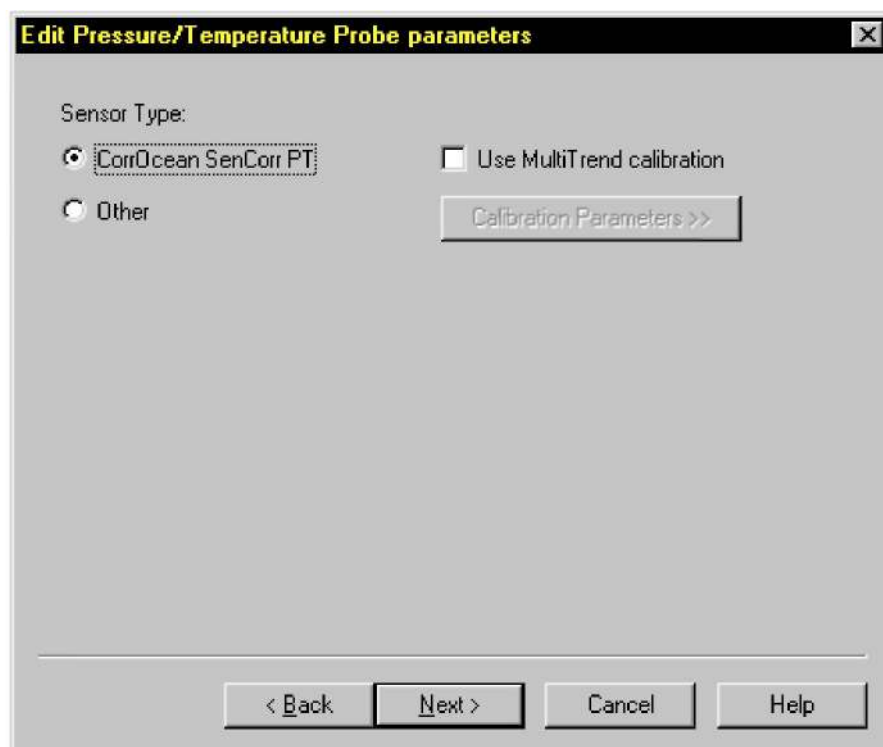 Edit Pressure/Temperature Probe parameters
Sensor Type:
CorrOcean SenCorr PT
Use MultiTrend calibration
Other
Calibration Parameters >>
< Back
Next >
Cancel
Help